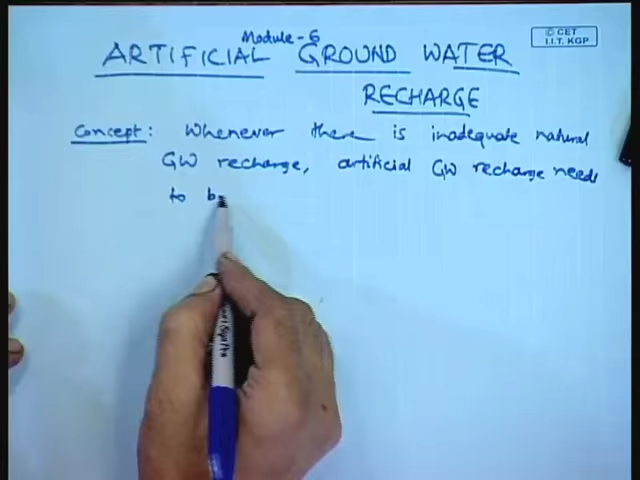 Module - 6
© CET
I.I.T. KGP
ARTIFICIAL GROUND WATER
RECHARGE
Concept: Whenever there is inadequate natural
GW recharge, artificial GW recharge needs
to b